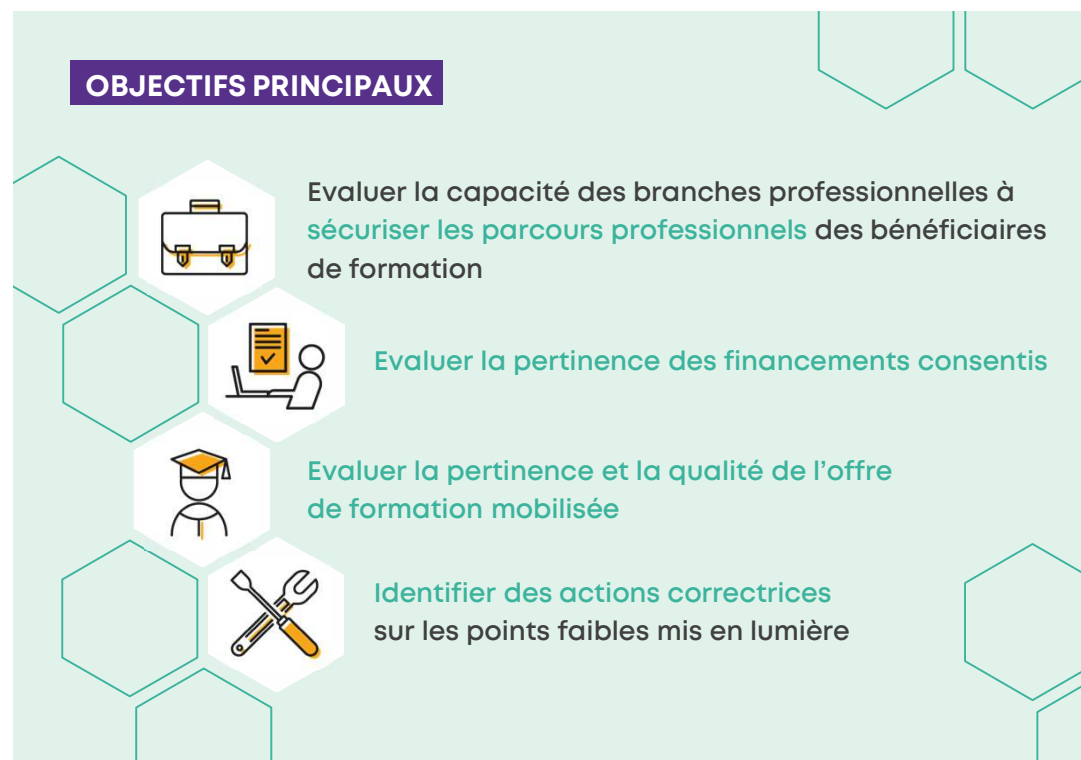 OBJECTIFS PRINCIPAUX
Evaluer la capacité des branches professionnelles à
sécuriser les parcours professionnels des bénéficiaires
de formation
Evaluer la pertinence des financements consentis
Evaluer la pertinence et la qualité de l'offre
de formation mobilisée
Identifier des actions correctrices
sur les points faibles mis en lumière